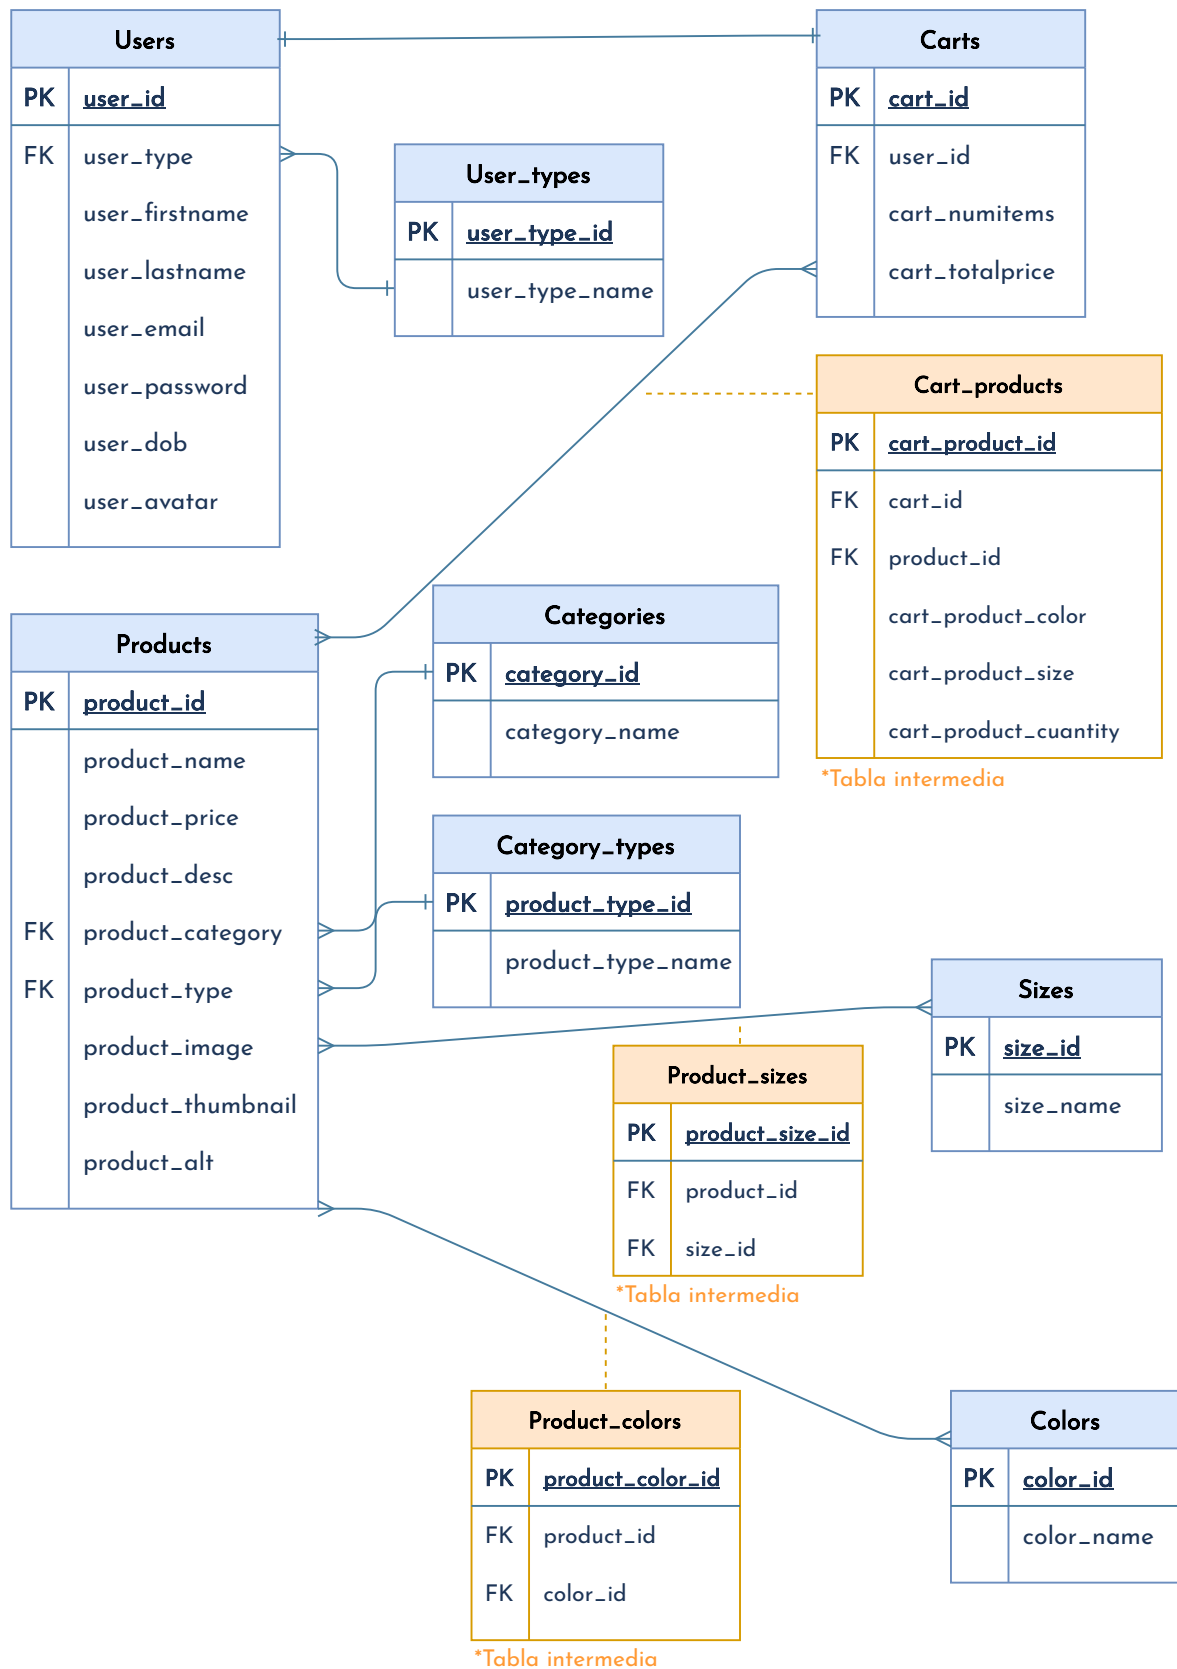 Users
PK user_id
FK user_type
user_firstname
user_lastname
user_email
user_password
user_dob
user_avatar
User_types
PK user_type_id
user_type_name
Carts
PK cart_id
FK user_id
cart_numitems
cart_totalprice
Cart_products
PK cart_product_id
FK cart_id
FK product_id
cart_product_color
cart_product_size
cart_product_cuantity
*Tabla intermedia
Products
PK product_id
product_name
product_price
product_desc
FK product_category
FK product_type
product_image
product_thumbnail
product_alt
Categories
PK category_id
category_name
Category_types
PK product_type_id
product_type_name
Sizes
PK size_id
size_name
Product_sizes
PK product_size_id
FK product_id
FK size_id
*Tabla intermedia
Product_colors
PK product_color_id
FK product_id
FK color_id
*Tabla intermedia
Colors
PK color_id
color_name